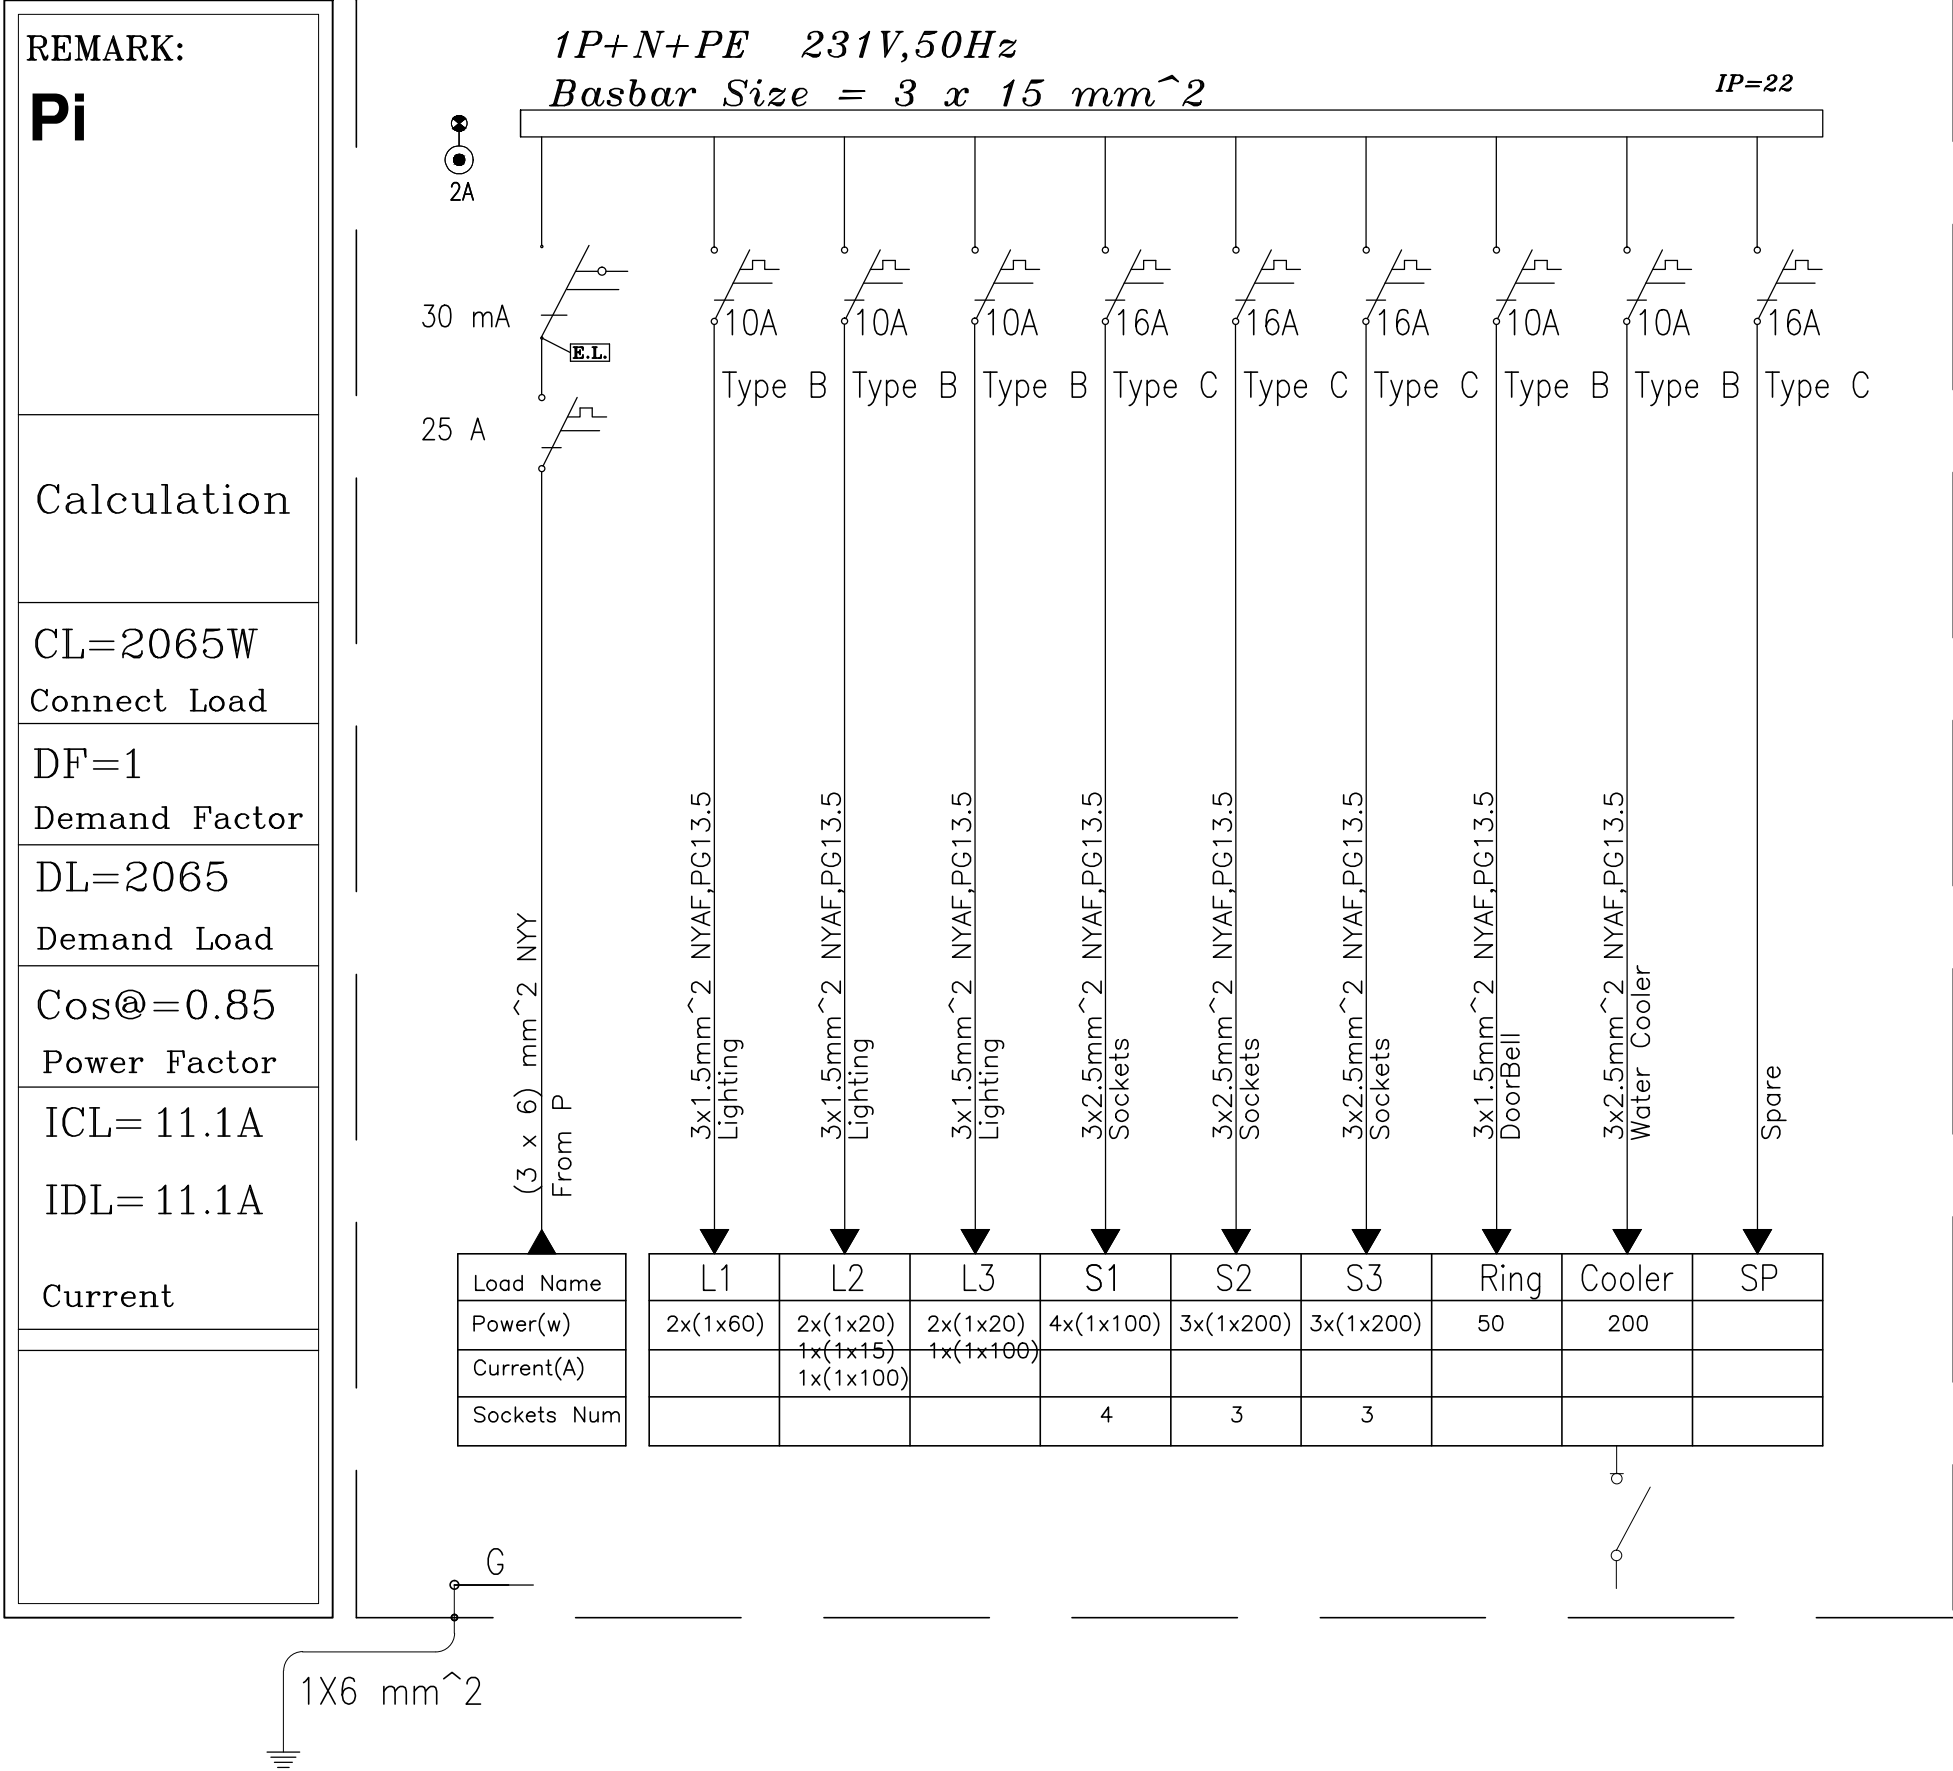 REMARK:
Pi
Calculation
CL=2065W
Connect Load
DF=1
Demand Factor
DL=2065
Demand Load
Cos@=0.85
Power Factor
ICL=11.1A
IDL=11.1A
Current
1P+N+PE 231V,50Hz
Basbar Size = 3 x 15 mm^2
IP=22
2A
30 mA
E.L.
25 A
10A
10A
10A
16A
16A
16A
10A
10A
16A
Type B
Type B
Type B
Type C
Type C
Type C
Type B
Type B
Type C
(3 x 6) mm^2 NYY
From P
3x1.5mm^2 NYAF,PG13.5
Lighting
3x1.5mm^2 NYAF,PG13.5
Lighting
3x1.5mm^2 NYAF,PG13.5
Lighting
3x2.5mm^2 NYAF,PG13.5
Sockets
3x2.5mm^2 NYAF,PG13.5
Sockets
3x2.5mm^2 NYAF,PG13.5
Sockets
3x1.5mm^2 NYAF,PG13.5
DoorBell
3x2.5mm^2 NYAF,PG13.5
Water Cooler
Spare
Load Name L1 L2 L3 S1 S2 S3 Ring Cooler SP
Power(w) 2x(1x60) 2x(1x20) 2x(1x20) 4x(1x100) 3x(1x200) 3x(1x200) 50 200
1x(1x15) 1x(1x100)
Current(A) 1x(1x100)
Sockets Num 4 3 3
G
1X6 mm^2